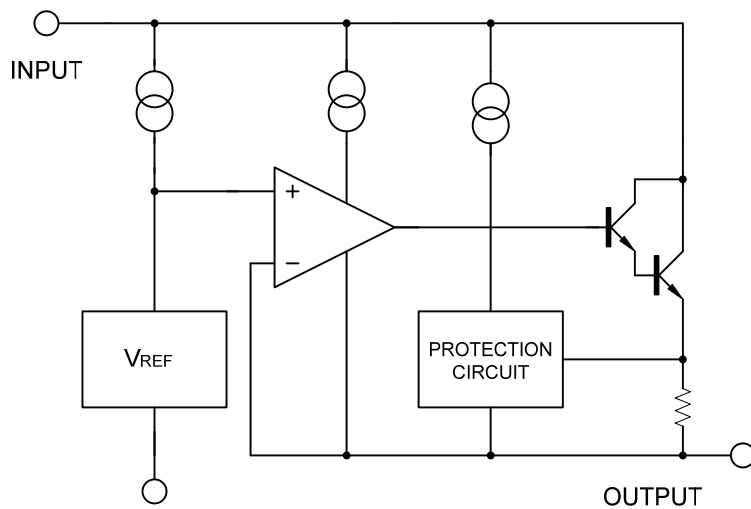 INPUT
+
−
VREF
PROTECTION
CIRCUIT
OUTPUT